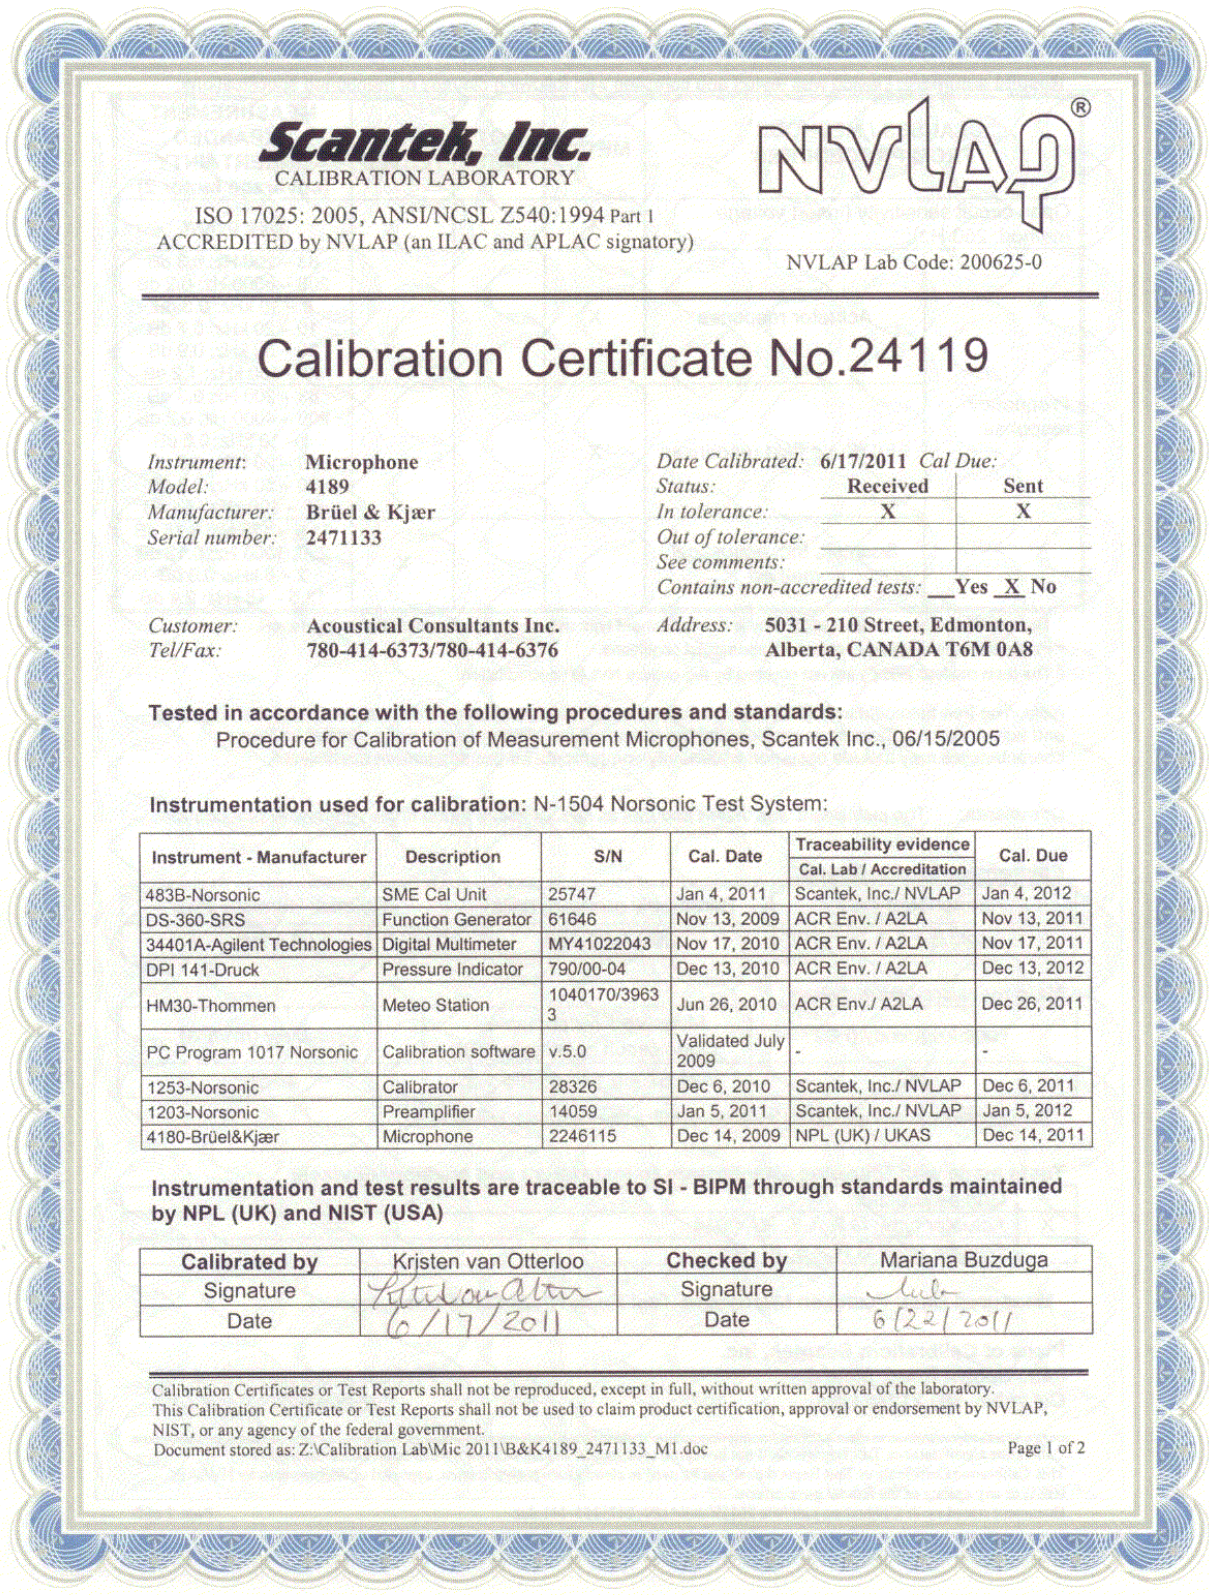 Scantek, Inc.
CALIBRATION LABORATORY
ISO 17025: 2005, ANSI/NCSL Z540:1994 Part 1
ACCREDITED by NVLAP (an ILAC and APLAC signatory)
NVLAP®
NVLAP Lab Code: 200625-0
Calibration Certificate No.24119
Instrument: Microphone
Model: 4189
Manufacturer: Brüel & Kjær
Serial number: 2471133
Date Calibrated: 6/17/2011 Cal Due:
Status: Received Sent
In tolerance: X X
Out of tolerance:
See comments:
Contains non-accredited tests: __Yes _X_ No
Customer: Acoustical Consultants Inc.
Tel/Fax: 780-414-6373/780-414-6376
Address: 5031 - 210 Street, Edmonton,
Alberta, CANADA T6M 0A8
Tested in accordance with the following procedures and standards:
Procedure for Calibration of Measurement Microphones, Scantek Inc., 06/15/2005
Instrumentation used for calibration: N-1504 Norsonic Test System:
Instrument - Manufacturer Description S/N Cal. Date Traceability evidence Cal. Due
Cal. Lab / Accreditation
483B-Norsonic SME Cal Unit 25747 Jan 4, 2011 Scantek, Inc./ NVLAP Jan 4, 2012
DS-360-SRS Function Generator 61646 Nov 13, 2009 ACR Env. / A2LA Nov 13, 2011
34401A-Agilent Technologies Digital Multimeter MY41022043 Nov 17, 2010 ACR Env. / A2LA Nov 17, 2011
DPI 141-Druck Pressure Indicator 790/00-04 Dec 13, 2010 ACR Env. / A2LA Dec 13, 2012
HM30-Thommen Meteo Station 1040170/3963
3 Jun 26, 2010 ACR Env./ A2LA Dec 26, 2011
PC Program 1017 Norsonic Calibration software v.5.0 Validated July
2009 - -
1253-Norsonic Calibrator 28326 Dec 6, 2010 Scantek, Inc./ NVLAP Dec 6, 2011
1203-Norsonic Preamplifier 14059 Jan 5, 2011 Scantek, Inc./ NVLAP Jan 5, 2012
4180-Brüel&Kjær Microphone 2246115 Dec 14, 2009 NPL (UK) / UKAS Dec 14, 2011
Instrumentation and test results are traceable to SI - BIPM through standards maintained
by NPL (UK) and NIST (USA)
Calibrated by Kristen van Otterloo Checked by Mariana Buzduga
Signature Signature
Date 6/17/2011 Date 6/22/2011
Calibration Certificates or Test Reports shall not be reproduced, except in full, without written approval of the laboratory.
This Calibration Certificate or Test Reports shall not be used to claim product certification, approval or endorsement by NVLAP,
NIST, or any agency of the federal government.
Document stored as: Z:\Calibration Lab\Mic 2011\B&K4189_2471133_M1.doc Page 1 of 2